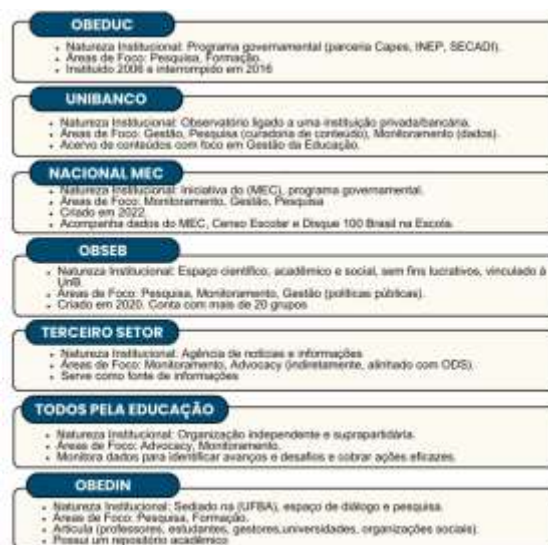 OBEDUC
• Natureza Institucional: Programa governamental (parceria Capes, INEP, SECADI).
• Áreas de Foco: Pesquisa, Formação.
• Instituído 2006 e interrompido em 2016
UNIBANCO
• Natureza Institucional: Observatório ligado a uma instituição privada/bancária.
• Áreas de Foco: Gestão, Pesquisa (curadoria de conteúdo), Monitoramento (dados).
• Acervo de conteúdos com foco em Gestão da Educação.
NACIONAL MEC
• Natureza Institucional: Iniciativa do (MEC), programa governamental.
• Áreas de Foco: Monitoramento, Gestão, Pesquisa
• Criado em 2022.
• Acompanha dados do MEC, Censo Escolar e Disque 100 Brasil na Escola.
OBSEB
• Natureza Institucional: Espaço científico, acadêmico e social, sem fins lucrativos, vinculado à
UnB.
• Áreas de Foco: Pesquisa, Monitoramento, Gestão (políticas públicas).
• Criado em 2020. Conta com mais de 20 grupos
TERCEIRO SETOR
• Natureza Institucional: Agência de notícias e informações
• Áreas de Foco: Monitoramento, Advocacy (indiretamente, alinhado com ODS).
• Serve como fonte de informações
TODOS PELA EDUCAÇÃO
• Natureza Institucional: Organização independente e suprapartidária.
• Áreas de Foco: Advocacy, Monitoramento.
• Monitora dados para identificar avanços e desafios e cobrar ações eficazes.
OBEDIN
• Natureza Institucional: Sediado na (UFBA), espaço de diálogo e pesquisa.
• Áreas de Foco: Pesquisa, Formação.
• Articula (professores, estudantes, gestores,universidades, organizações sociais).
• Possui um repositório acadêmico